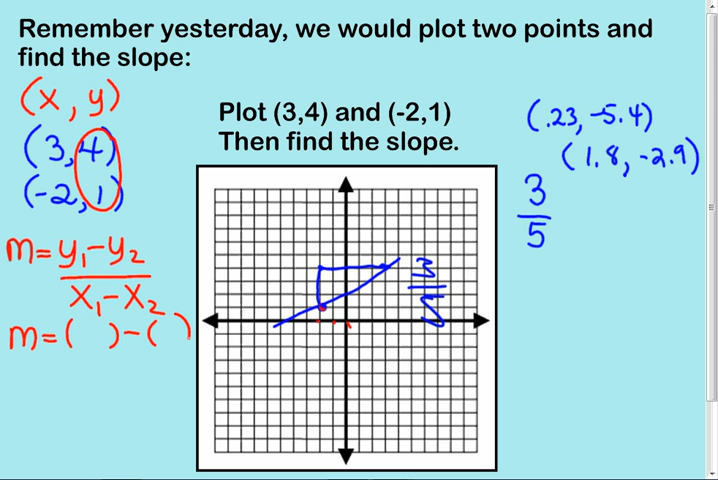 Remember yesterday, we would plot two points and
find the slope:
(x, y)
(3, 4)
(-2, 1)
m = y₁ - y₂
x₁ - x₂
m = ( ) - ( )
Plot (3,4) and (-2,1)
Then find the slope.
3
5
(.23, -5.4)
(1.8, -2.9)
3
5